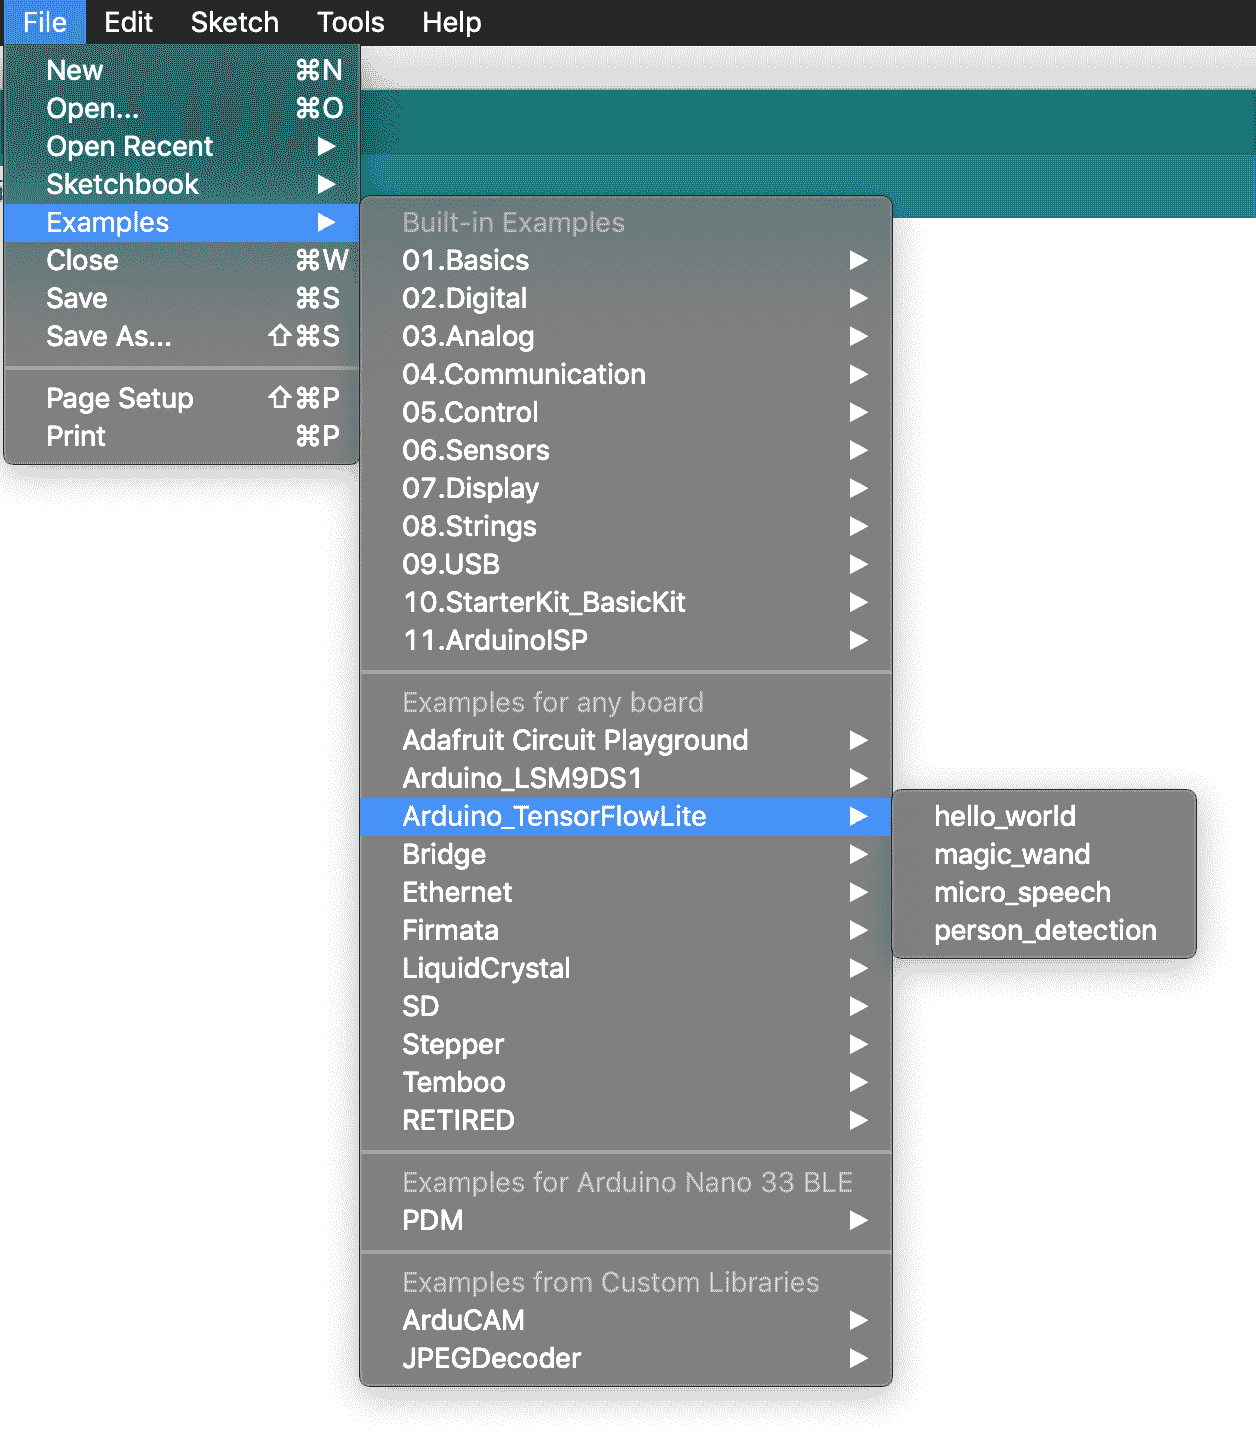 File Edit Sketch Tools Help
New ⌘N
Open... ⌘O
Open Recent ▶
Sketchbook ▶
Examples ▶
Close ⌘W
Save ⌘S
Save As... ⇧⌘S
Page Setup ⇧⌘P
Print ⌘P
Built-in Examples
01.Basics ▶
02.Digital ▶
03.Analog ▶
04.Communication ▶
05.Control ▶
06.Sensors ▶
07.Display ▶
08.Strings ▶
09.USB ▶
10.StarterKit_BasicKit ▶
11.ArduinoISP ▶
Examples for any board
Adafruit Circuit Playground ▶
Arduino_LSM9DS1 ▶
Arduino_TensorFlowLite ▶
Bridge ▶
Ethernet ▶
Firmata ▶
LiquidCrystal ▶
SD ▶
Stepper ▶
Temboo ▶
RETIRED ▶
Examples for Arduino Nano 33 BLE
PDM ▶
Examples from Custom Libraries
ArduCAM ▶
JPEGDecoder ▶
hello_world
magic_wand
micro_speech
person_detection